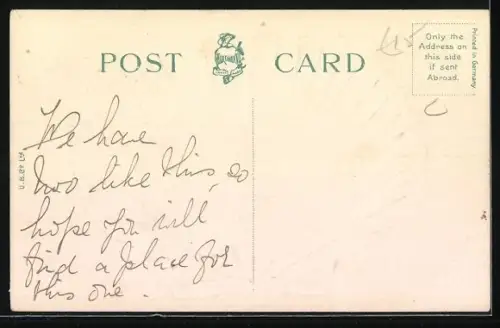 POST CARD
Only the
Address on
this side
if sent
Abroad.
Printed in Germany
45
We have
two like this, so
hope you will
find a place for
this one.